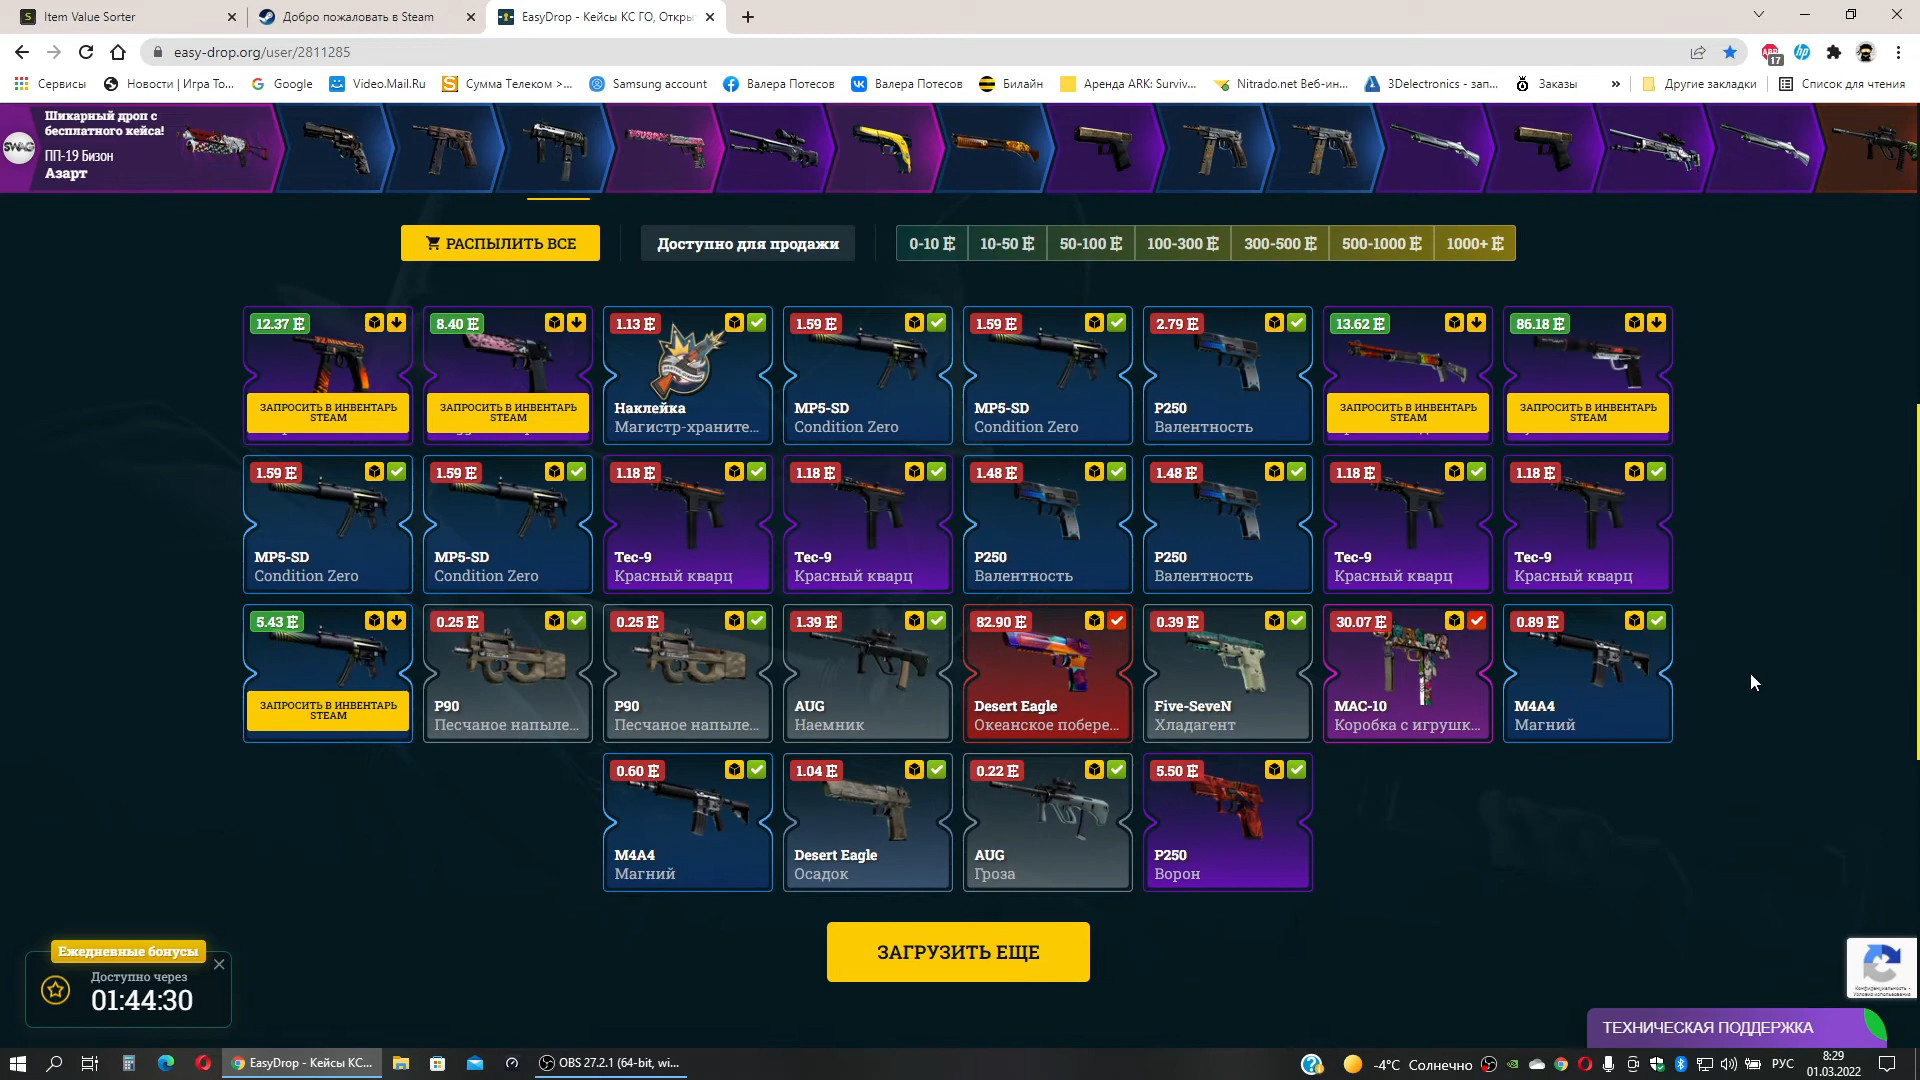 Item Value Sorter
Добро пожаловать в Steam
EasyDrop - Кейсы КС ГО, Откры
easy-drop.org/user/2811285
ABP
17
Сервисы
Новости | Игра To...
Google
Video.Mail.Ru
Сумма Телеком >...
Samsung account
Валера Потесов
Валера Потесов
Билайн
Аренда ARK: Surviv...
Nitrado.net Веб-ин...
3Delectronics - зап...
Заказы
»
Другие закладки
Список для чтения
SWAG
Шикарный дроп с
бесплатного кейса!
ПП-19 Бизон
Азарт
РАСПЫЛИТЬ ВСЕ
Доступно для продажи
0-10
10-50
50-100
100-300
300-500
500-1000
1000+
12.37
ЗАПРОСИТЬ В ИНВЕНТАРЬ
STEAM
8.40
ЗАПРОСИТЬ В ИНВЕНТАРЬ
STEAM
1.13
Наклейка
Магистр-храните...
1.59
MP5-SD
Condition Zero
1.59
MP5-SD
Condition Zero
2.79
P250
Валентность
13.62
ЗАПРОСИТЬ В ИНВЕНТАРЬ
STEAM
86.18
ЗАПРОСИТЬ В ИНВЕНТАРЬ
STEAM
1.59
MP5-SD
Condition Zero
1.59
MP5-SD
Condition Zero
1.18
Tec-9
Красный кварц
1.18
Tec-9
Красный кварц
1.48
P250
Валентность
1.48
P250
Валентность
1.18
Tec-9
Красный кварц
1.18
Tec-9
Красный кварц
5.43
ЗАПРОСИТЬ В ИНВЕНТАРЬ
STEAM
0.25
P90
Песчаное напыле...
0.25
P90
Песчаное напыле...
1.39
AUG
Наемник
82.90
Desert Eagle
Океанское побере...
0.39
Five-SeveN
Хладагент
30.07
MAC-10
Коробка с игрушк...
0.89
M4A4
Магний
0.60
M4A4
Магний
1.04
Desert Eagle
Осадок
0.22
AUG
Гроза
5.50
P250
Ворон
ЗАГРУЗИТЬ ЕЩЕ
Ежедневные бонусы
Доступно через
01:44:30
Конфиденциальность -
Условия использования
ТЕХНИЧЕСКАЯ ПОДДЕРЖКА
EasyDrop - Кейсы КС...
OBS 27.2.1 (64-bit, wi...
-4°C Солнечно
РУС
8:29
01.03.2022